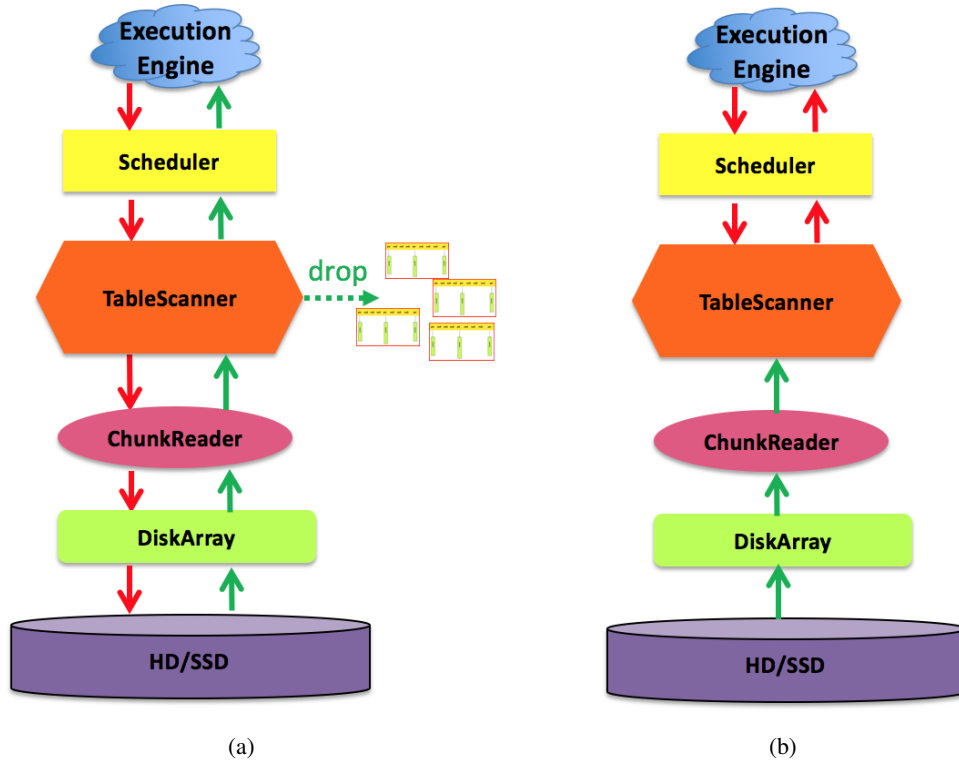 Execution
Engine
Scheduler
TableScanner
drop
ChunkReader
DiskArray
HD/SSD
(a)
Execution
Engine
Scheduler
TableScanner
ChunkReader
DiskArray
HD/SSD
(b)